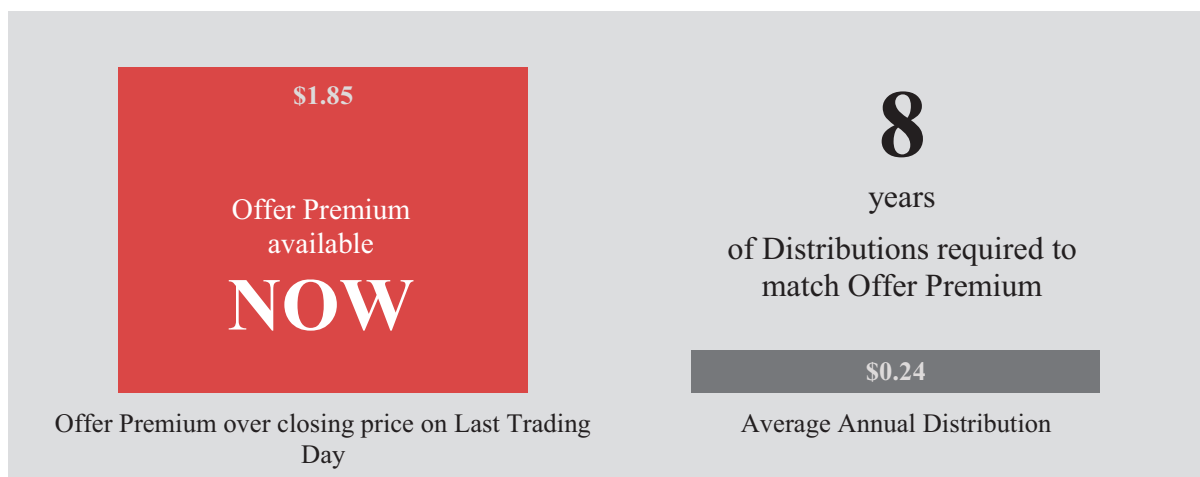 $1.85
Offer Premium
available
NOW
Offer Premium over closing price on Last Trading
Day
8
years
of Distributions required to
match Offer Premium
$0.24
Average Annual Distribution